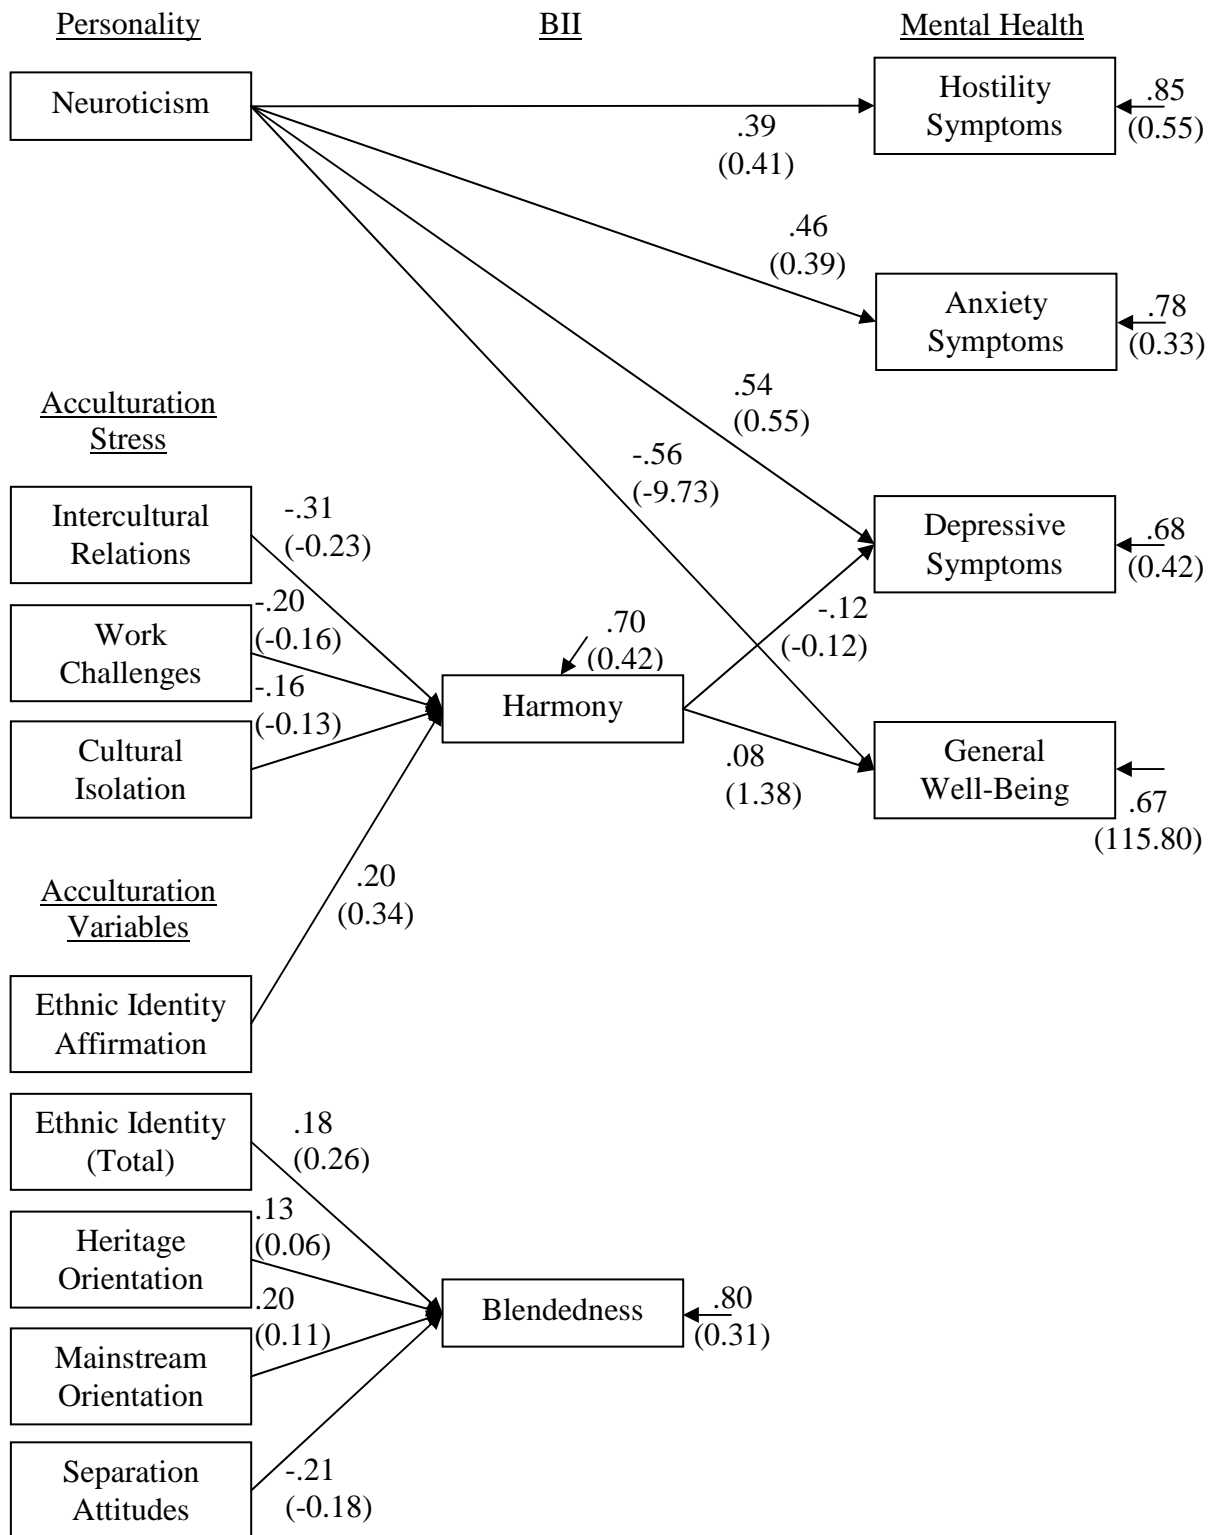 Personality
BII
Mental Health
Neuroticism
Hostility
Symptoms
.85
(0.55)
.39
(0.41)
.46
(0.39)
Anxiety
Symptoms
.78
(0.33)
Acculturation
Stress
.54
(0.55)
-.56
(-9.73)
Intercultural
Relations
-.31
(-0.23)
Depressive
Symptoms
.68
(0.42)
Work
Challenges
-.20
(-0.16)
.70
(0.42)
-.12
(-0.12)
Harmony
Cultural
Isolation
-.16
(-0.13)
.08
(1.38)
General
Well-Being
.67
(115.80)
Acculturation
Variables
.20
(0.34)
Ethnic Identity
Affirmation
Ethnic Identity
(Total)
.18
(0.26)
Heritage
Orientation
.13
(0.06)
Blendedness
.80
(0.31)
Mainstream
Orientation
.20
(0.11)
Separation
Attitudes
-.21
(-0.18)